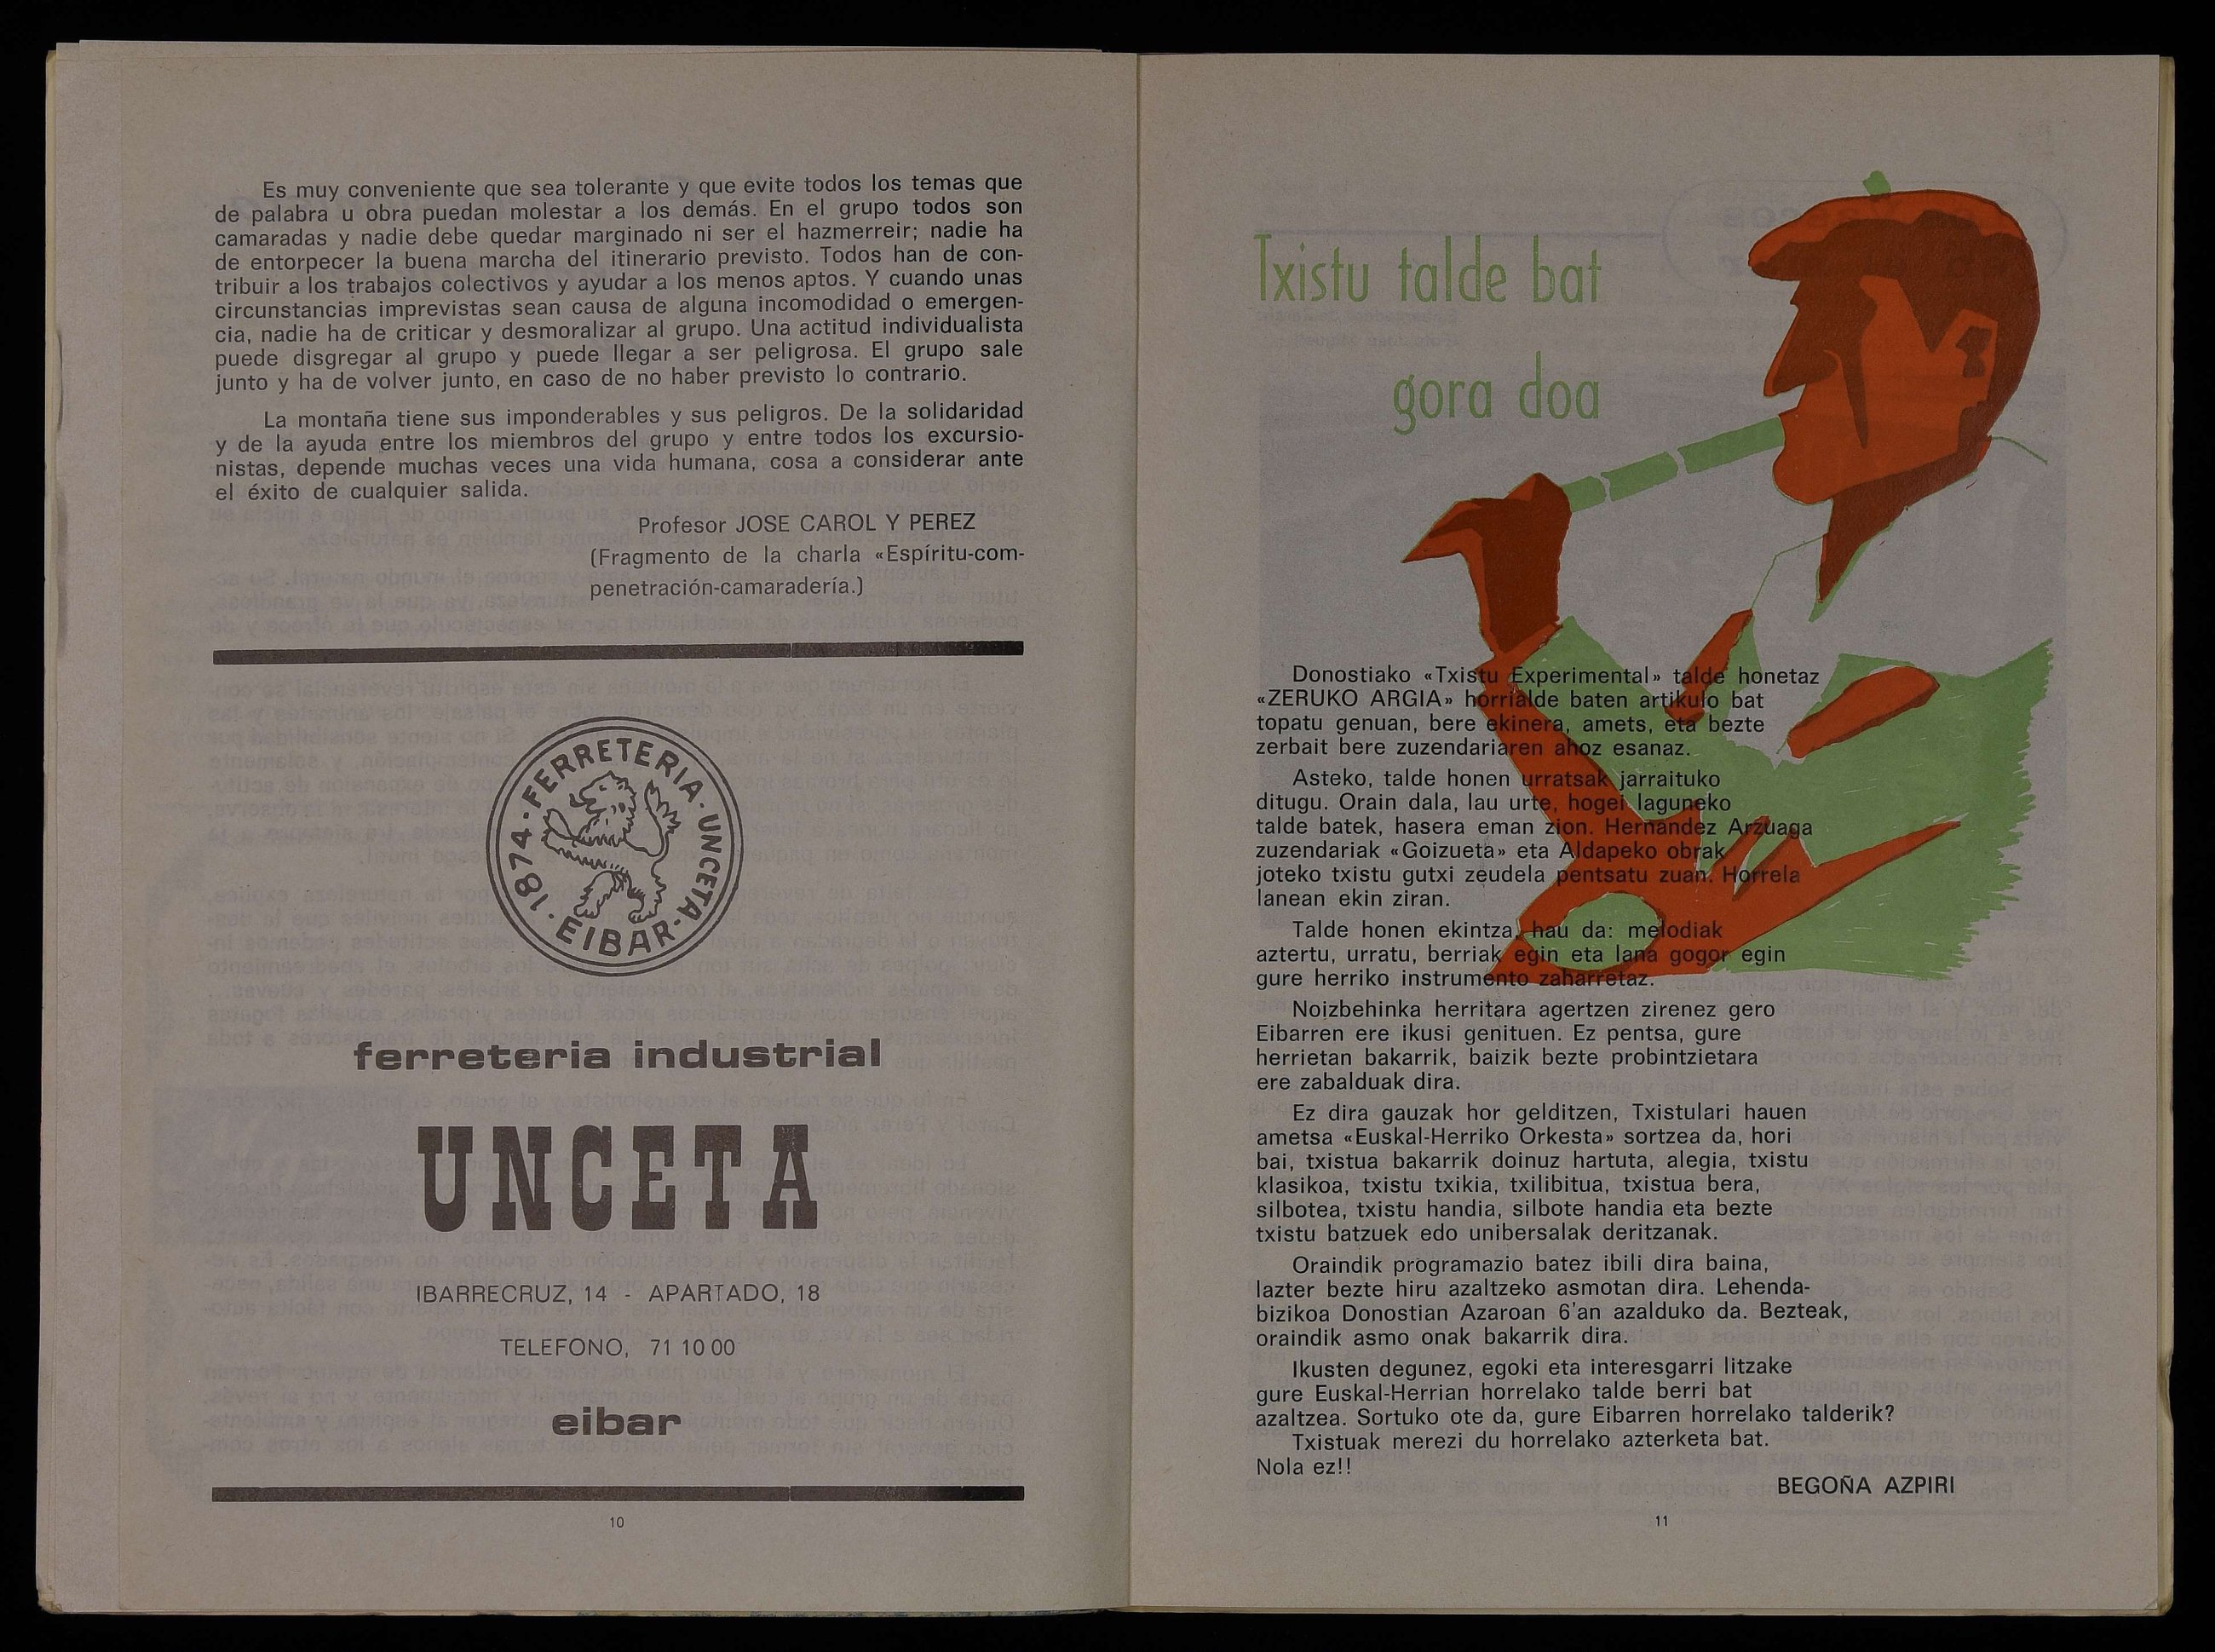 Es muy conveniente que sea tolerante y que evite todos los temas que
de palabra u obra puedan molestar a los demás. En el grupo todos son
camaradas y nadie debe quedar marginado ni ser el hazmerreir; nadie ha
de entorpecer la buena marcha del itinerario previsto. Todos han de con-
tribuir a los trabajos colectivos y ayudar a los menos aptos. Y cuando unas
circunstancias imprevistas sean causa de alguna incomodidad o emergen-
cia, nadie ha de criticar y desmoralizar al grupo. Una actitud individualista
puede disgregar al grupo y puede llegar a ser peligrosa. El grupo sale
junto y ha de volver junto, en caso de no haber previsto lo contrario.
La montaña tiene sus imponderables y sus peligros. De la solidaridad
y de la ayuda entre los miembros del grupo y entre todos los excursio-
nistas, depende muchas veces una vida humana, cosa a considerar ante
el éxito de cualquier salida.
Profesor JOSE CAROL Y PEREZ
(Fragmento de la charla «Espíritu-com-
penetración-camaradería.)
1874 · FERRETERIA · UNCETA · EIBAR ·
ferreteria industrial
UNCETA
IBARRECRUZ, 14 - APARTADO, 18
TELEFONO, 71 10 00
eibar
10
Txistu talde bat
gora doa
Donostiako «Txistu Experimental» talde honetaz
«ZERUKO ARGIA» horrialde baten artikulo bat
topatu genuan, bere ekinera, amets, eta bezte
zerbait bere zuzendariaren ahoz esanaz.
Asteko, talde honen urratsak jarraituko
ditugu. Orain dala, lau urte, hogei laguneko
talde batek, hasera eman zion. Hernandez Arzuaga
zuzendariak «Goizueta» eta Aldapeko obrak
joteko txistu gutxi zeudela pentsatu zuan. Horrela
lanean ekin ziran.
Talde honen ekintza, hau da: melodiak
aztertu, urratu, berriak egin eta lana gogor egin
gure herriko instrumento zaharretaz.
Noizbehinka herritara agertzen zirenez gero
Eibarren ere ikusi genituen. Ez pentsa, gure
herrietan bakarrik, baizik bezte probintzietara
ere zabalduak dira.
Ez dira gauzak hor gelditzen, Txistulari hauen
ametsa «Euskal-Herriko Orkesta» sortzea da, hori
bai, txistua bakarrik doinuz hartuta, alegia, txistu
klasikoa, txistu txikia, txilibitua, txistua bera,
silbotea, txistu handia, silbote handia eta bezte
txistu batzuek edo unibersalak deritzanak.
Oraindik programazio batez ibili dira baina,
lazter bezte hiru azaltzeko asmotan dira. Lehenda-
bizikoa Donostian Azaroan 6'an azalduko da. Bezteak,
oraindik asmo onak bakarrik dira.
Ikusten degunez, egoki eta interesgarri litzake
gure Euskal-Herrian horrelako talde berri bat
azaltzea. Sortuko ote da, gure Eibarren horrelako talderik?
Txistuak merezi du horrelako azterketa bat.
Nola ez!!
BEGOÑA AZPIRI
11